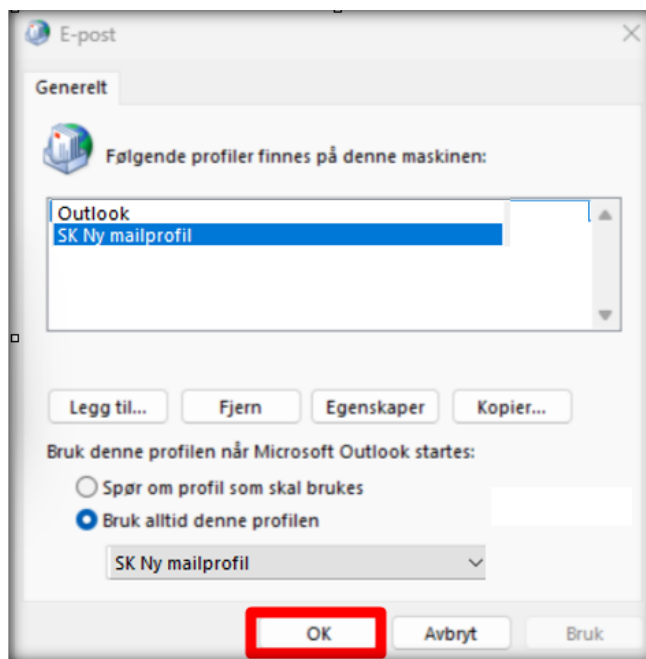 E-post
Generelt
Følgende profiler finnes på denne maskinen:
Outlook
SK Ny mailprofil
Legg til... Fjern Egenskaper Kopier...
Bruk denne profilen når Microsoft Outlook startes:
Spør om profil som skal brukes
Bruk alltid denne profilen
SK Ny mailprofil
OK Avbryt Bruk